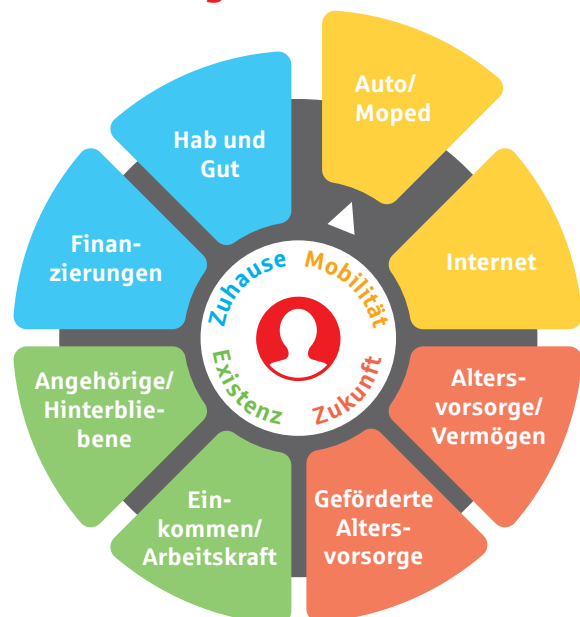 Auto/
Moped
Hab und
Gut
Internet
Finan-
zierungen
Zuhause
Mobilität
Existenz
Zukunft
Angehörige/
Hinterblie-
bene
Alters-
vorsorge/
Vermögen
Ein-
kommen/
Arbeitskraft
Geförderte
Alters-
vorsorge